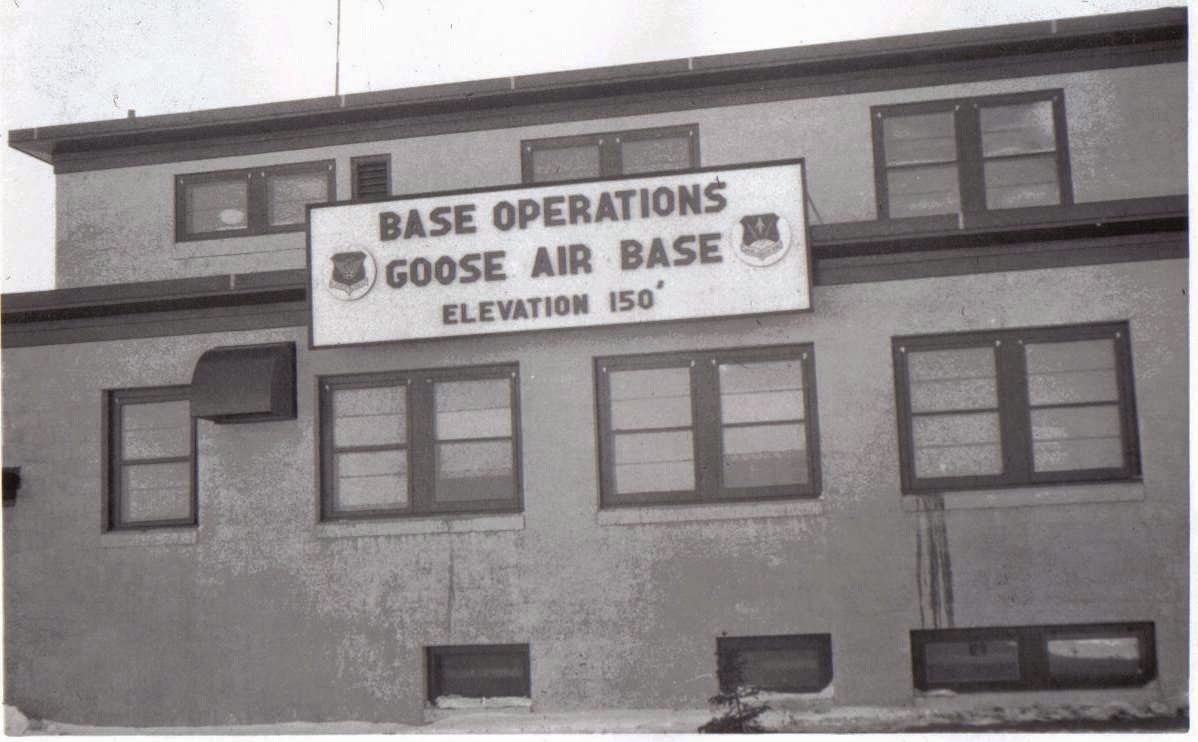 BASE OPERATIONS
GOOSE AIR BASE
ELEVATION 150'